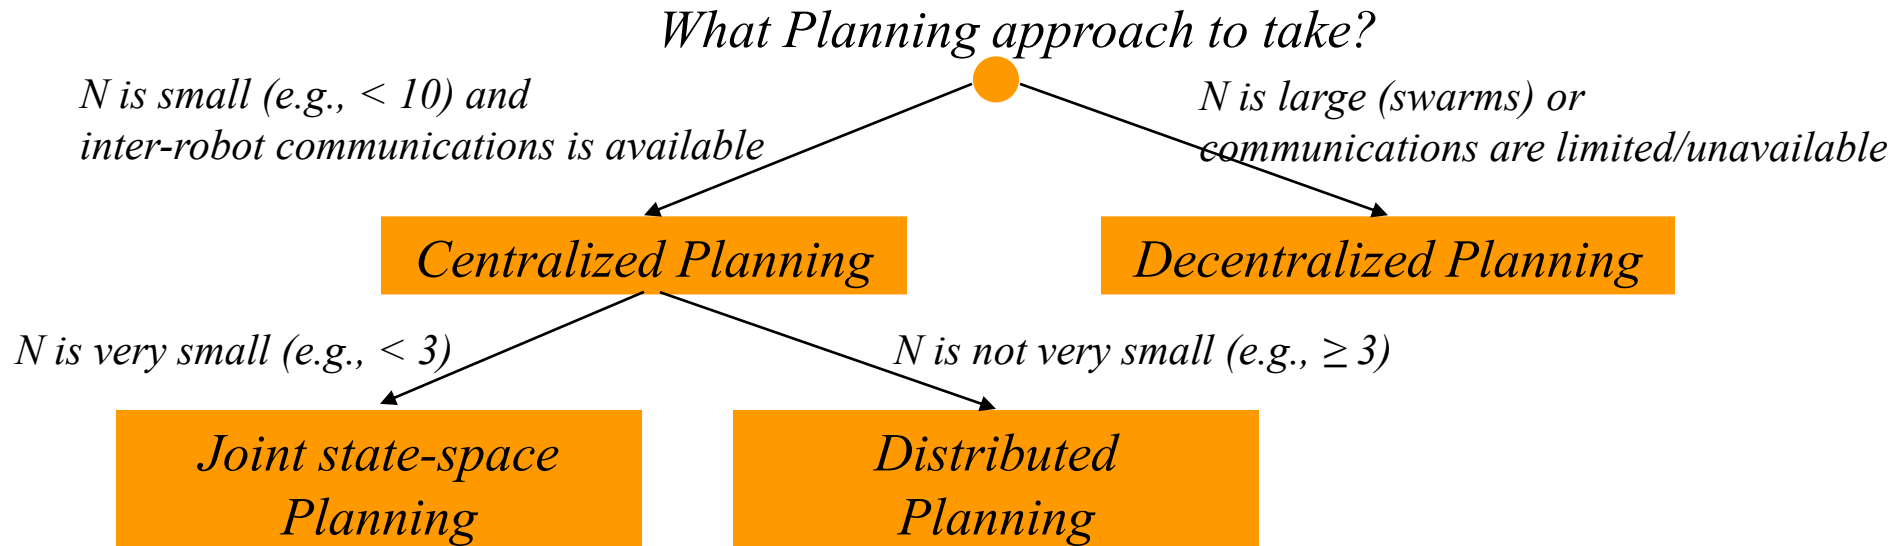 What Planning approach to take?
N is small (e.g., < 10) and
inter-robot communications is available
N is large (swarms) or
communications are limited/unavailable
Centralized Planning
Decentralized Planning
N is very small (e.g., < 3)
N is not very small (e.g., ≥ 3)
Joint state-space
Planning
Distributed
Planning